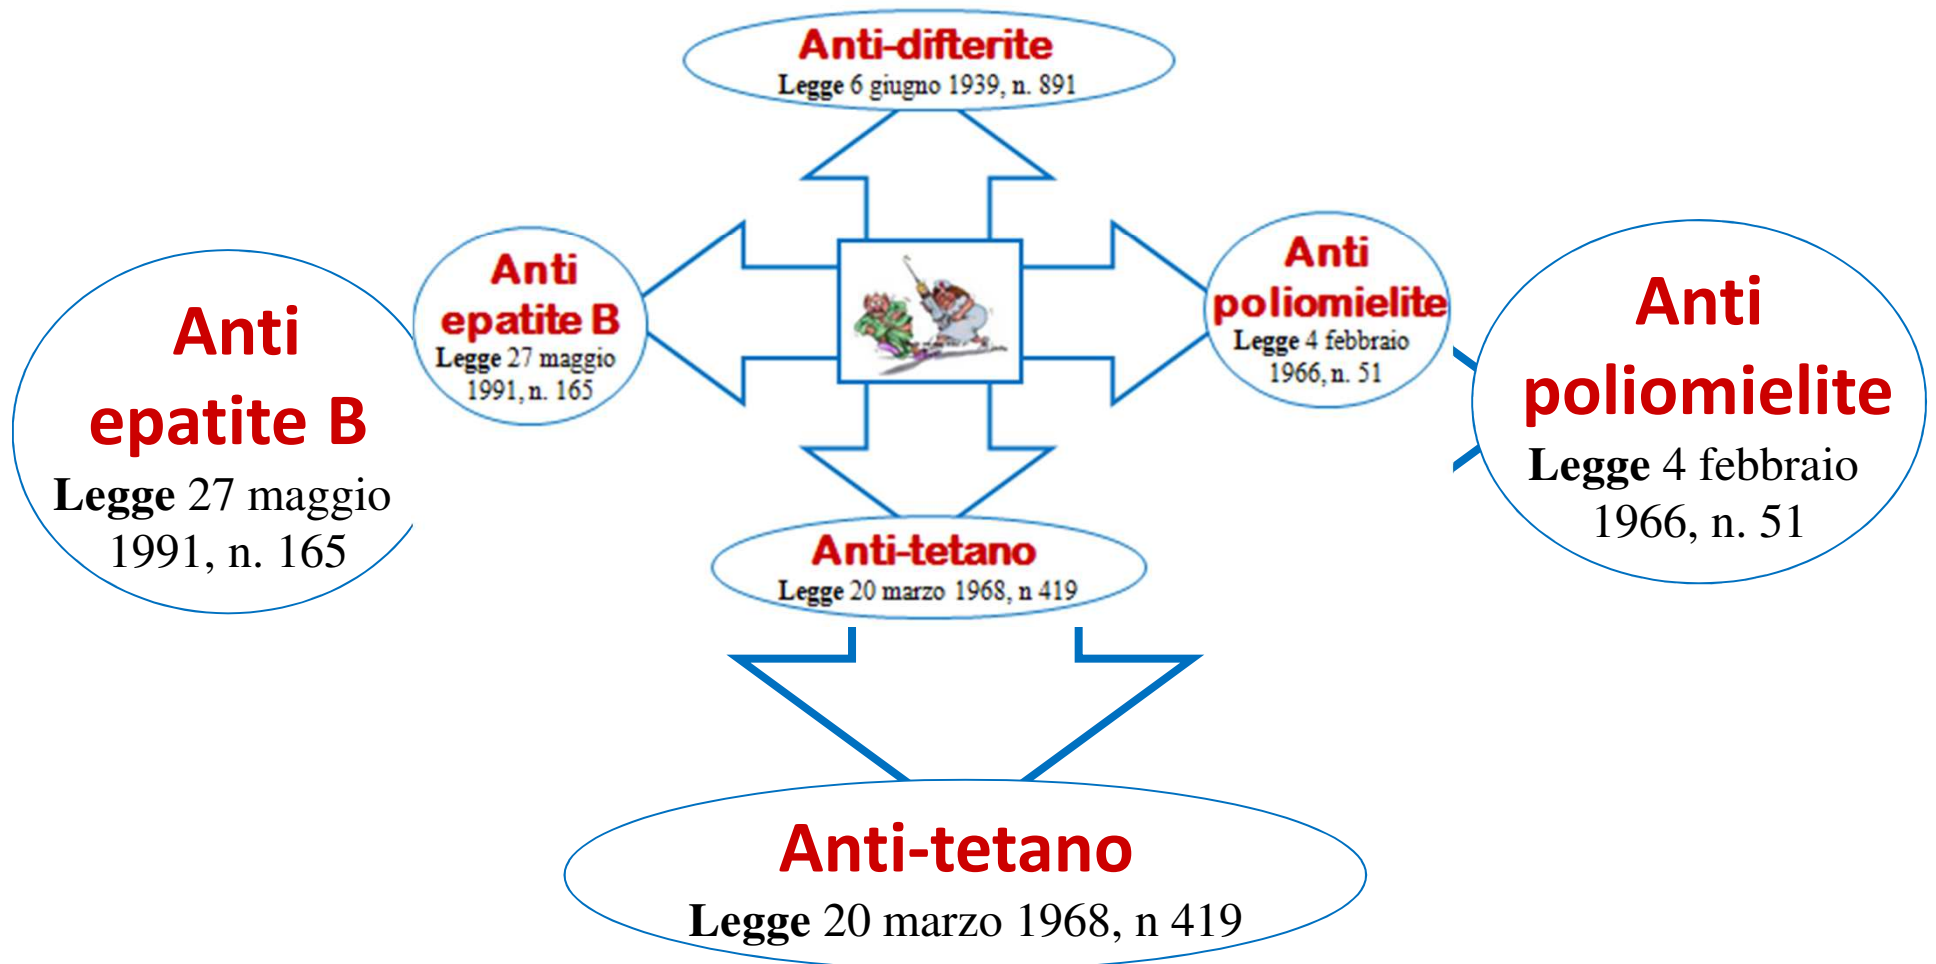 Anti-difterite
Legge 6 giugno 1939, n. 891
Anti
epatite B
Legge 27 maggio
1991, n. 165
Anti
epatite B
Legge 27 maggio
1991, n. 165
Anti
poliomielite
Legge 4 febbraio
1966, n. 51
Anti
poliomielite
Legge 4 febbraio
1966, n. 51
Anti-tetano
Legge 20 marzo 1968, n 419
Anti-tetano
Legge 20 marzo 1968, n 419